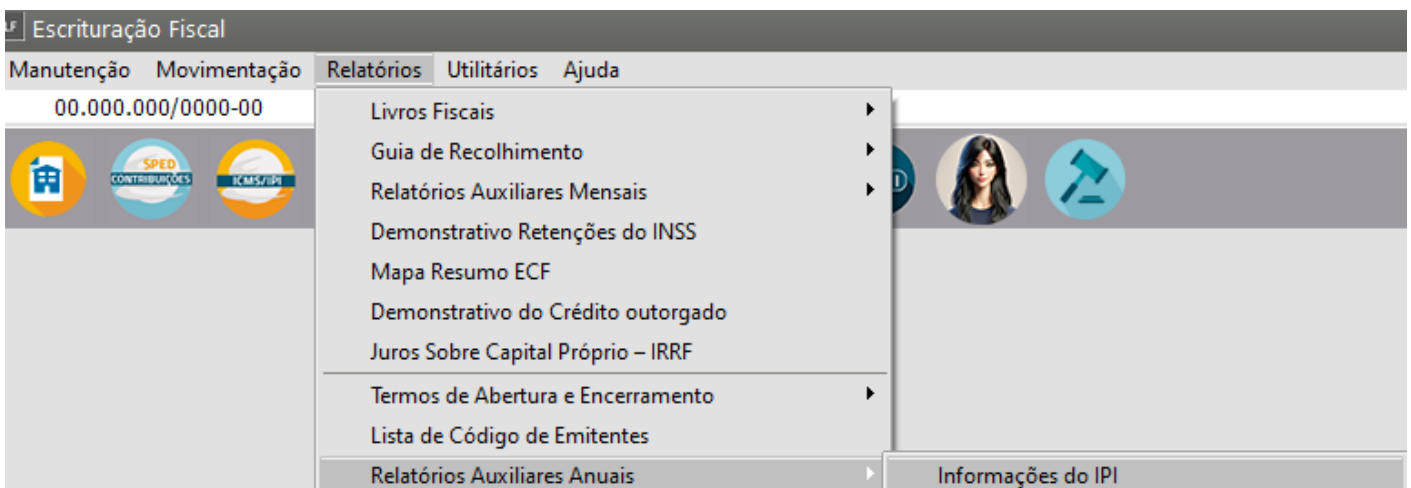 LF Escrituração Fiscal
Manutenção Movimentação Relatórios Utilitários Ajuda
00.000.000/0000-00
SPED
CONTRIBUIÇÕES
ICMS/IPI
Livros Fiscais
Guia de Recolhimento
Relatórios Auxiliares Mensais
Demonstrativo Retenções do INSS
Mapa Resumo ECF
Demonstrativo do Crédito outorgado
Juros Sobre Capital Próprio – IRRF
Termos de Abertura e Encerramento
Lista de Código de Emitentes
Relatórios Auxiliares Anuais
Informações do IPI